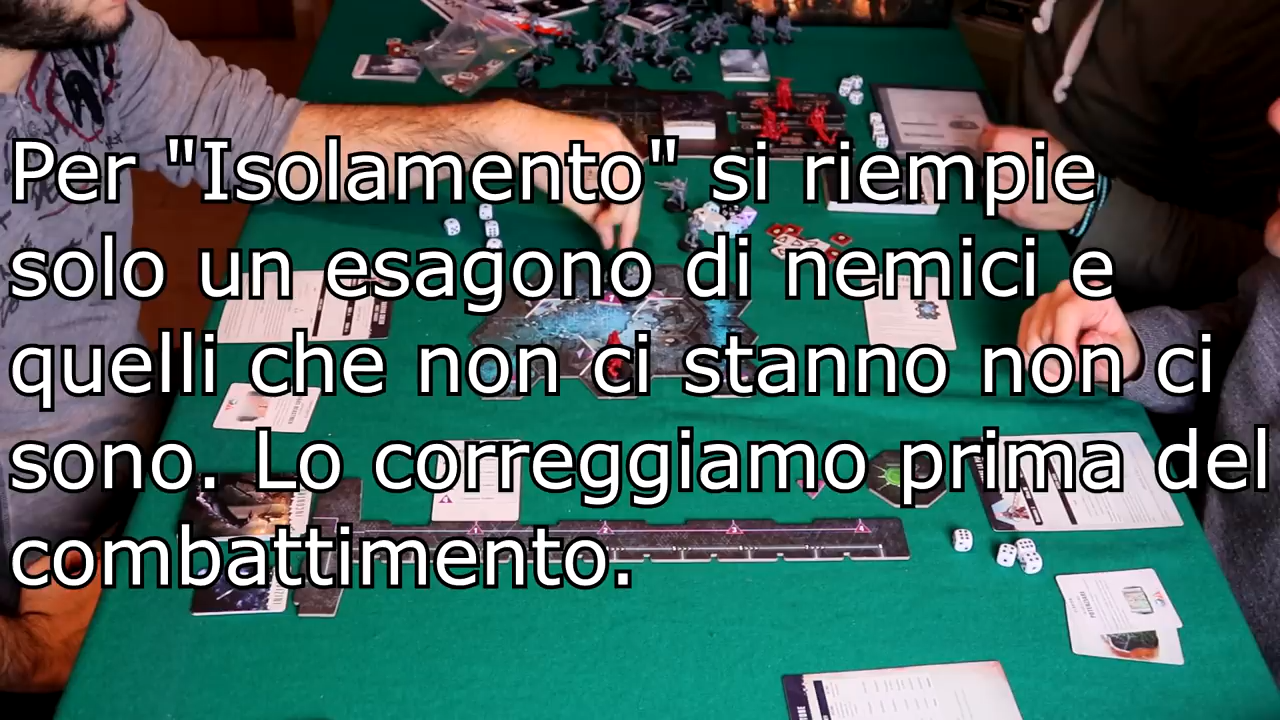 Per "Isolamento" si riempie
solo un esagono di nemici e
quelli che non ci stanno non ci
sono. Lo correggiamo prima del
combattimento.